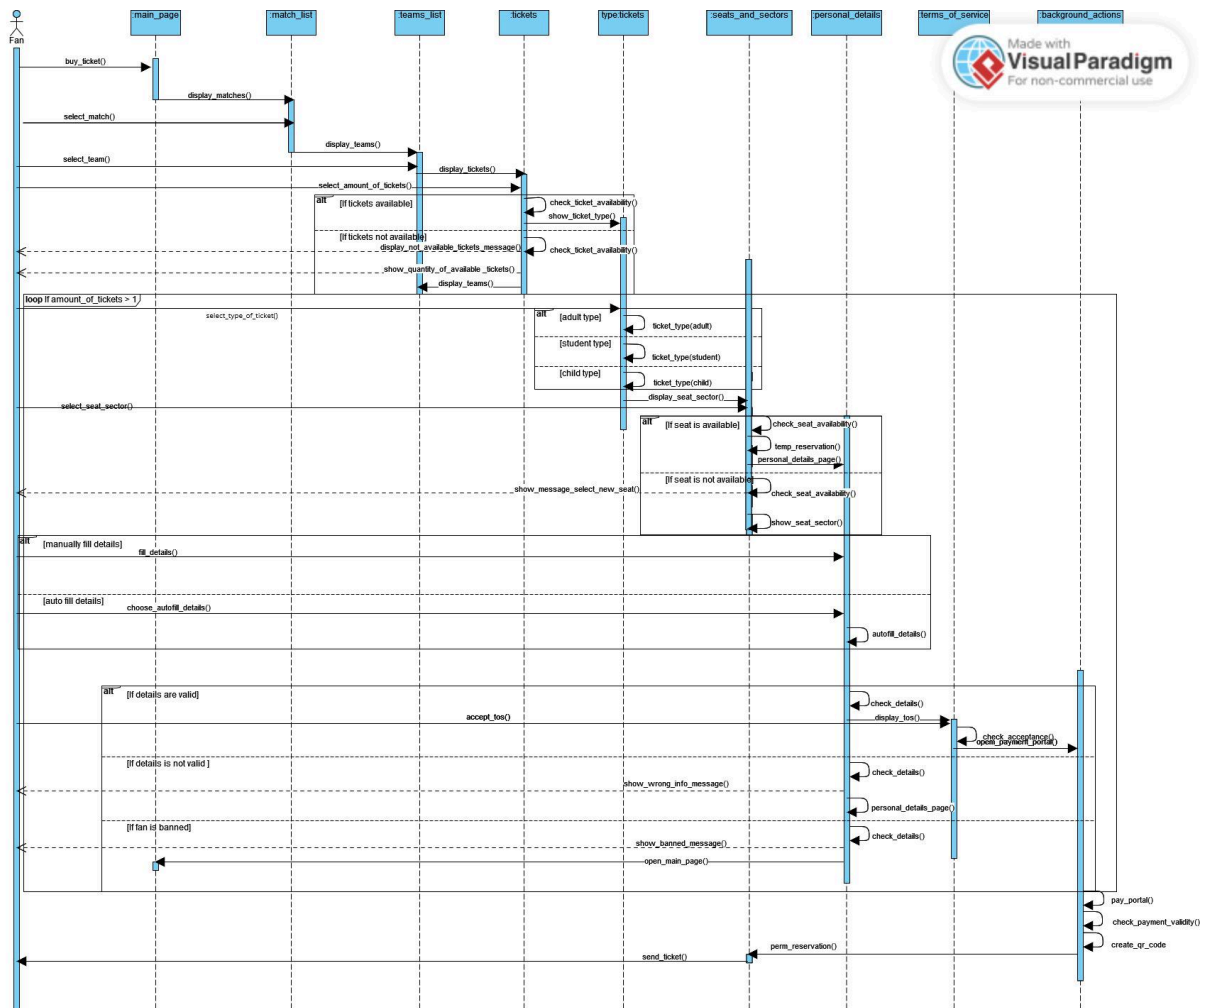 :main_page
:match_list
:teams_list
:tickets
type:tickets
:seats_and_sectors
:personal_details
:terms_of_service
:background_actions
Fan
Made with
Visual Paradigm
For non-commercial use
buy_ticket()
display_matches()
select_match()
display_teams()
select_team()
display_tickets()
select_amount_of_tickets()
alt
[If tickets available]
check_ticket_availability()
show_ticket_type()
[If tickets not available]
display_not_available_tickets_message()
check_ticket_availability()
show_quantity_of_available_tickets()
display_teams()
loop If amount_of_tickets > 1
select_type_of_ticket()
alt
[adult type]
ticket_type(adult)
[student type]
ticket_type(student)
[child type]
ticket_type(child)
display_seat_sector()
select_seat_sector()
alt
[If seat is available]
check_seat_availability()
temp_reservation()
personal_details_page()
[If seat is not available]
show_message_select_new_seat()
check_seat_availability()
show_seat_sector()
alt
[manually fill details]
fill_details()
[auto fill details]
choose_autofill_details()
autofill_details()
alt
[If details are valid]
check_details()
accept_tos()
display_tos()
check_acceptance()
opem_payment_portal()
[If details is not valid ]
check_details()
show_wrong_info_message()
personal_details_page()
[If fan is banned]
check_details()
show_banned_message()
open_main_page()
pay_portal()
check_payment_validity()
create_qr_code
perm_reservation()
send_ticket()